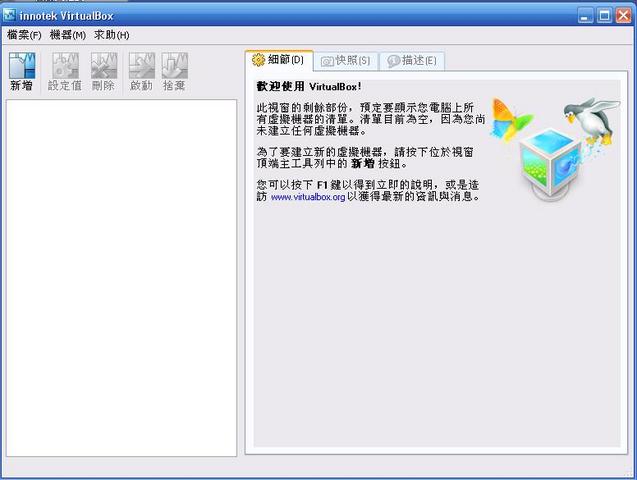 innotek VirtualBox
檔案(F) 機器(M) 求助(H)
新增 設定值 刪除 啟動 捨棄
細節(D) 快照(S) 描述(E)
歡迎使用 VirtualBox!
此視窗的剩餘部份，預定要顯示您電腦上所
有虛擬機器的清單。清單目前為空，因為您尚
未建立任何虛擬機器。
為了要建立新的虛擬機器，請按下位於視窗
頂端主工具列中的 新增 按鈕。
您可以按下 F1 鍵以得到立即的說明，或是造
訪 www.virtualbox.org 以獲得最新的資訊與消息。